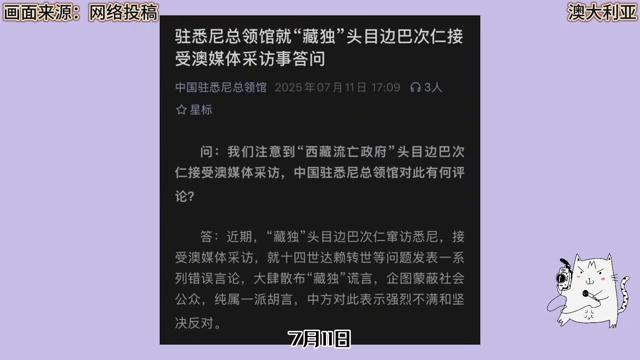 画面来源：网络投稿
澳大利亚
驻悉尼总领馆就“藏独”头目边巴次仁接
受澳媒体采访事答问
中国驻悉尼总领馆 2025年07月11日 17:09 3人
星标
问：我们注意到“西藏流亡政府”头目边巴次
仁接受澳媒体采访，中国驻悉尼总领馆对此有何评
论？
答：近期，“藏独”头目边巴次仁窜访悉尼，接
受澳媒体采访，就十四世达赖转世等问题发表一系
列错误言论，大肆散布“藏独”谎言，企图蒙蔽社会
公众，纯属一派胡言，中方对此表示强烈不满和坚
决反对。
7月11日